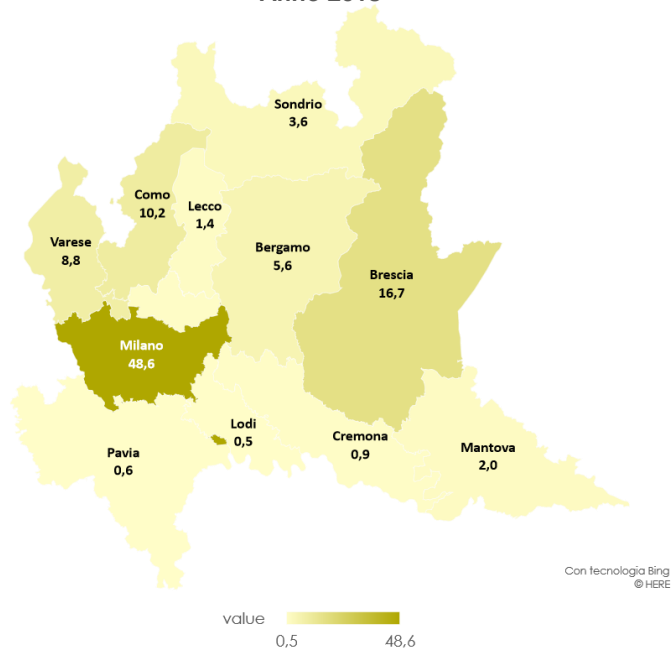 Sondrio
3,6
Como
10,2
Lecco
1,4
Varese
8,8
Bergamo
5,6
Brescia
16,7
Milano
48,6
Lodi
0,5
Cremona
0,9
Pavia
0,6
Mantova
2,0
Con tecnologia Bing
© HERE
value
0,5 48,6